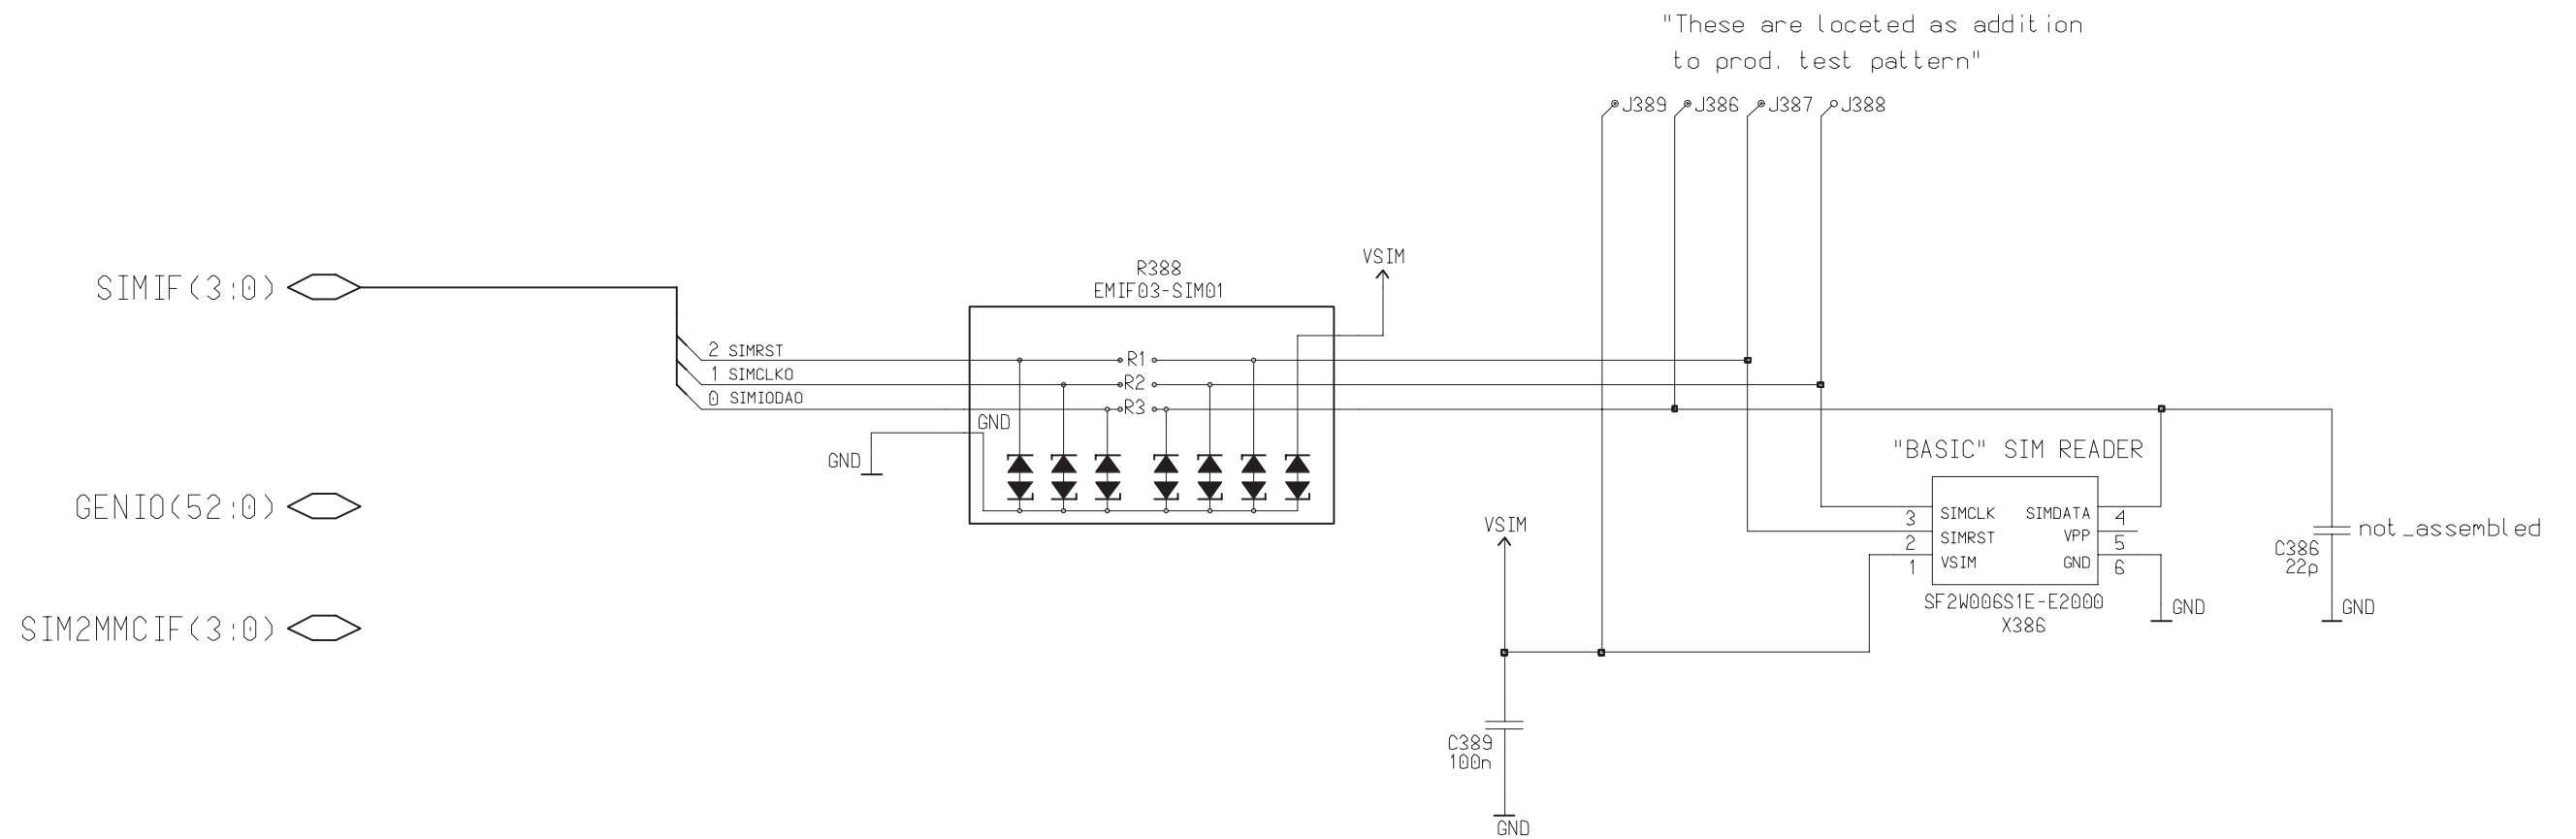 "These are loceted as addition
to prod. test pattern"
J389 J386 J387 J388
VSIM
R388
EMIF03-SIM01
SIMIF(3:0)
2 SIMRST
R1
1 SIMCLKO
R2
0 SIMIODAO
R3
GND
GND
"BASIC" SIM READER
GENIO(52:0)
VSIM
3 SIMCLK SIMDATA 4
2 SIMRST VPP 5
1 VSIM GND 6
not_assembled
C386
22p
SF2W006S1E-E2000
X386
GND
GND
SIM2MMCIF(3:0)
C389
100n
GND